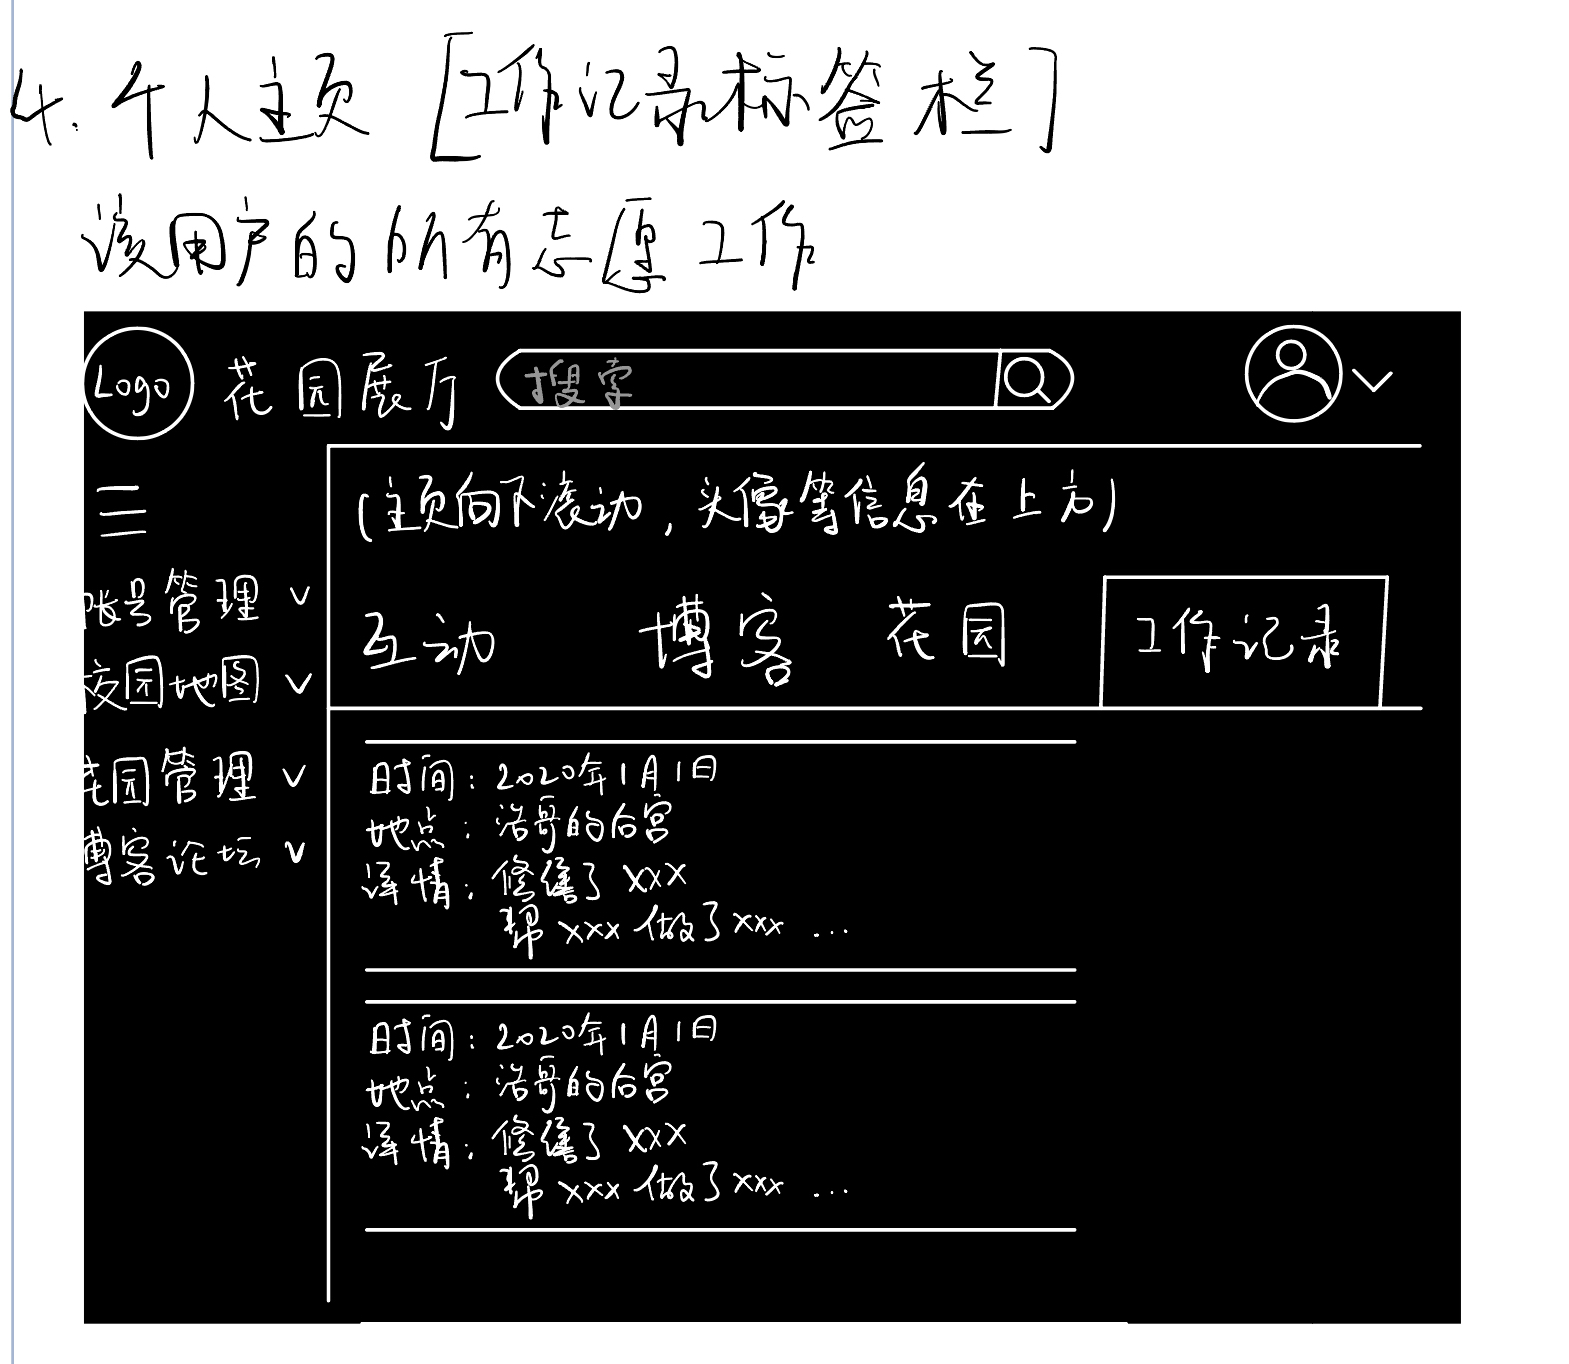 4. 个人主页 [工作记录标签栏]
该用户的所有志愿工作
Logo 花园展厅 搜索
(主页向下滚动, 头像等信息在上方)
帐号管理
校园地图
花园管理
博客论坛
互动 博客 花园 工作记录
时间: 2020年1月1日
地点: 浩哥的后宫
详情: 修缮了 xxx
帮 xxx 做了 xxx ...
时间: 2020年1月1日
地点: 浩哥的后宫
详情: 修缮了 xxx
帮 xxx 做了 xxx ...